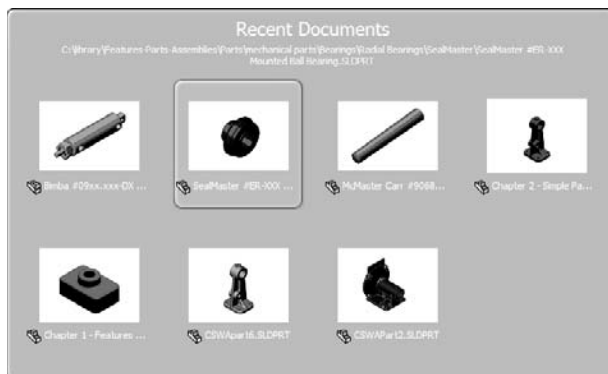 Recent Documents
C:\library\Features-Parts-Assemblies\Parts\mechanical parts\Bearings\Radial Bearings\SealMaster\SealMaster #ER-XXX
Mounted Ball Bearing.SLDPRT
Bimba #09xx.xxx-DX ...
SealMaster #ER-XXX ...
McMaster Carr #9068...
Chapter 2 - Simple Pa...
Chapter 1 - Features ...
CSWApart6.SLDPRT
CSWAPart2.SLDPRT